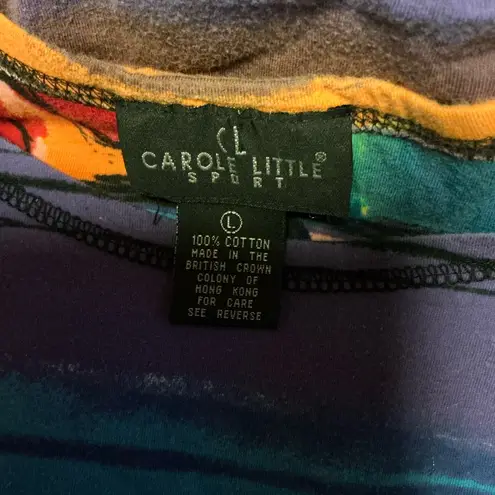 CL
CAROLE LITTLE®
SPORT
L
100% COTTON
MADE IN THE
BRITISH CROWN
COLONY OF
HONG KONG
FOR CARE
SEE REVERSE